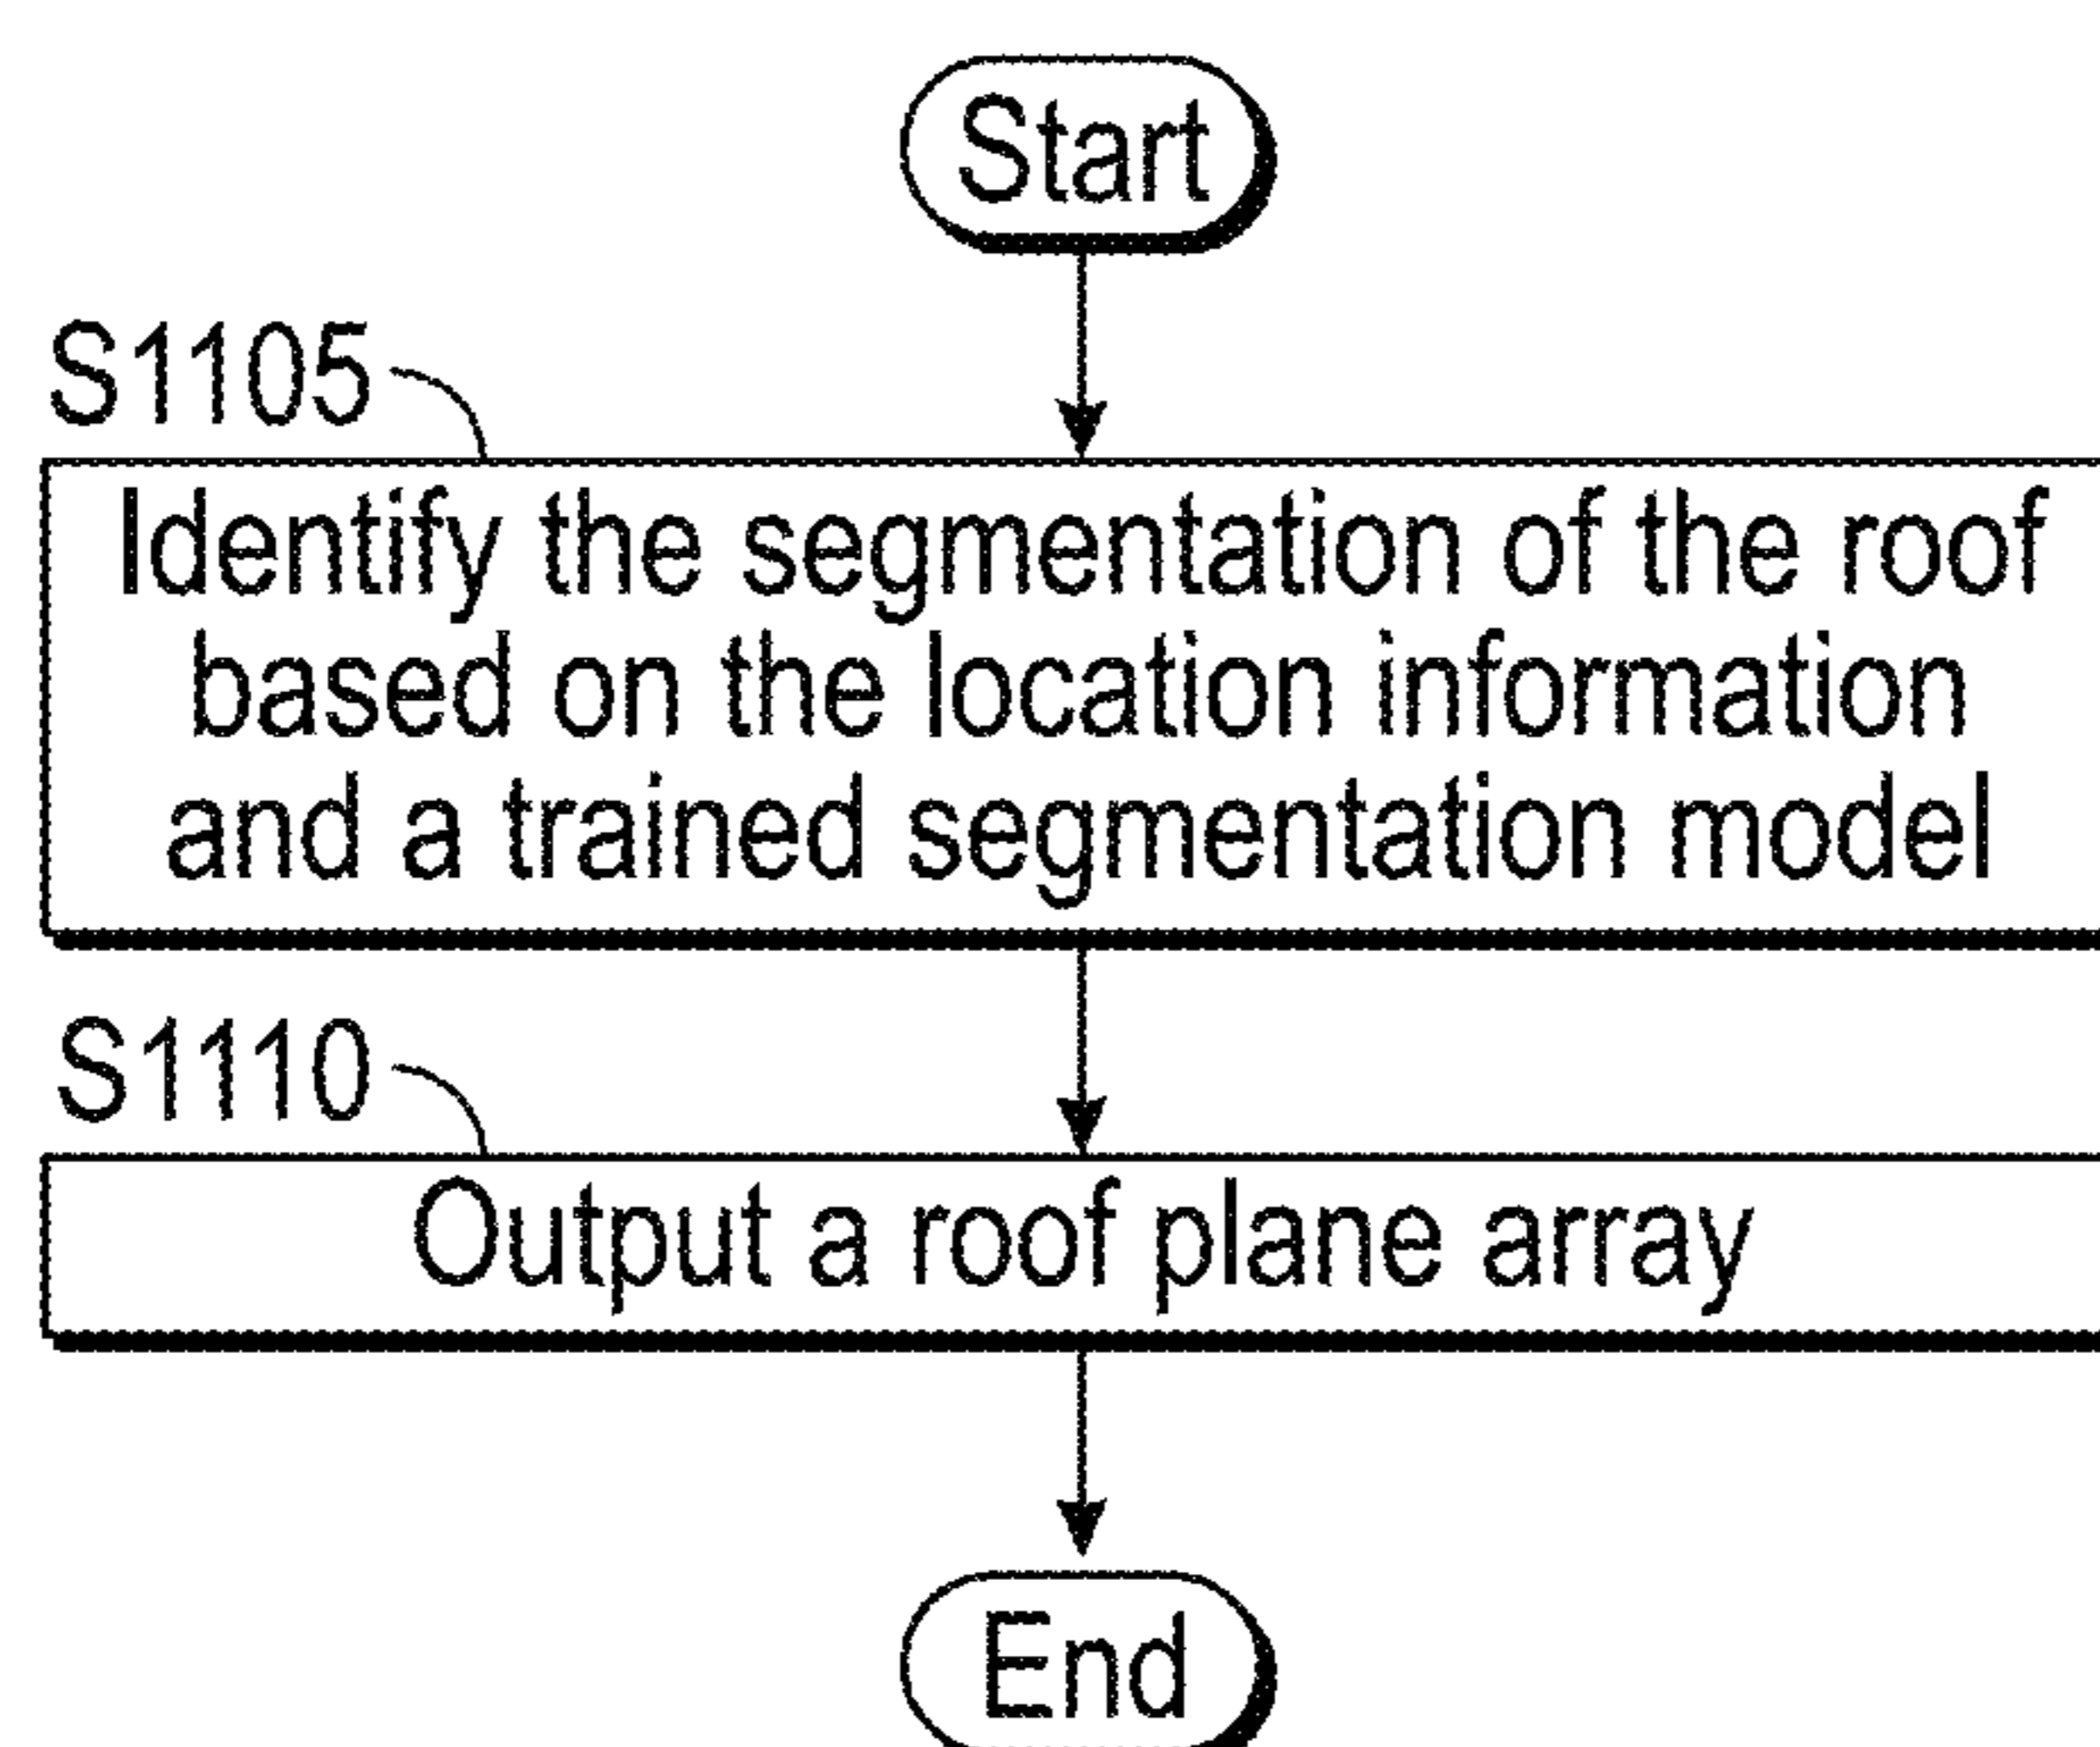 Start
S1105
Identify the segmentation of the roof
based on the location information
and a trained segmentation model
S1110
Output a roof plane array
End